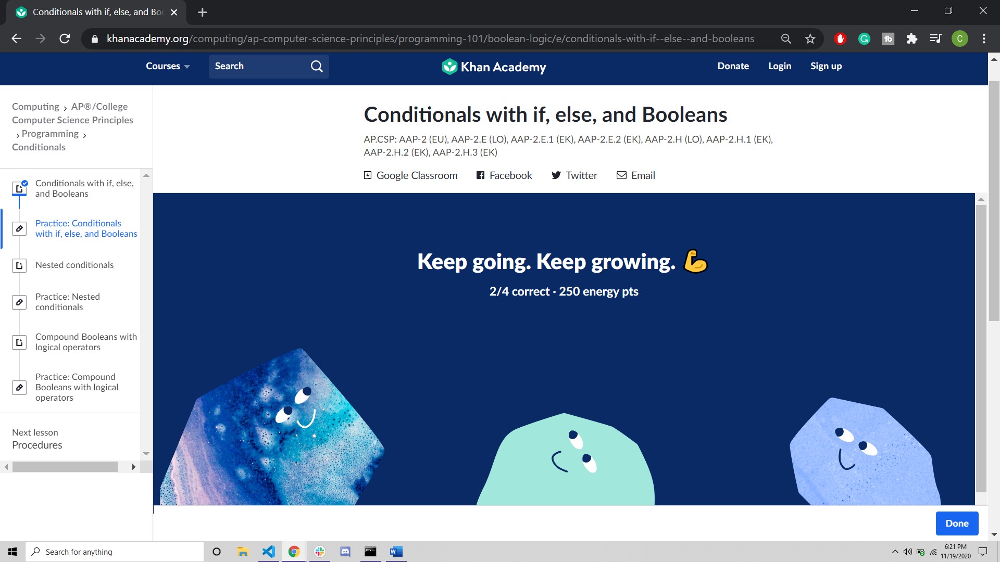 Conditionals with if, else, and Boo
khanacademy.org/computing/ap-computer-science-principles/programming-101/boolean-logic/e/conditionals-with-if--else--and-booleans
C
Courses
Search
Khan Academy
Donate
Login
Sign up
Computing › AP®/College
Computer Science Principles
› Programming ›
Conditionals
Conditionals with if, else,
and Booleans
Practice: Conditionals
with if, else, and Booleans
Nested conditionals
Practice: Nested
conditionals
Compound Booleans with
logical operators
Practice: Compound
Booleans with logical
operators
Next lesson
Procedures
Conditionals with if, else, and Booleans
AP.CSP: AAP-2 (EU), AAP-2.E (LO), AAP-2.E.1 (EK), AAP-2.E.2 (EK), AAP-2.H (LO), AAP-2.H.1 (EK),
AAP-2.H.2 (EK), AAP-2.H.3 (EK)
Google Classroom
Facebook
Twitter
Email
Keep going. Keep growing. 💪
2/4 correct · 250 energy pts
Done
Search for anything
6:21 PM
11/19/2020